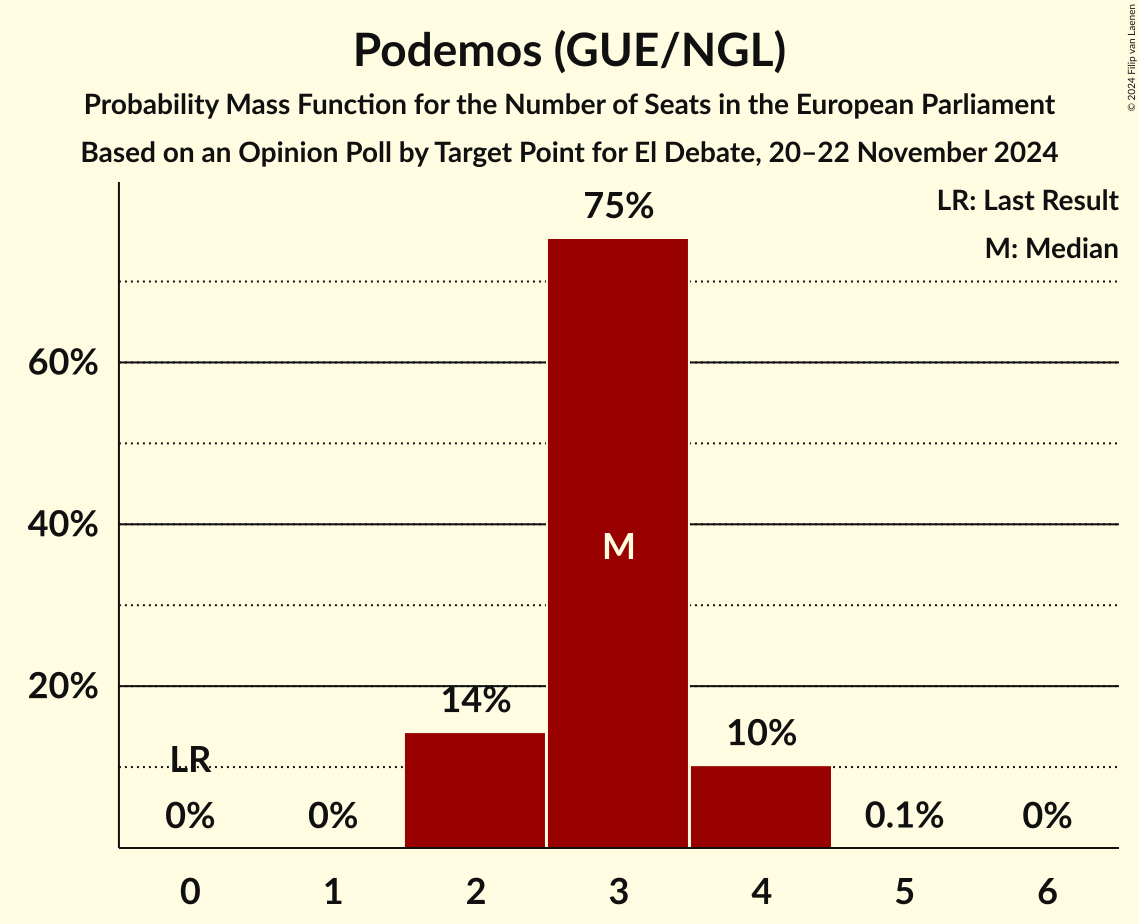 Podemos (GUE/NGL)
Probability Mass Function for the Number of Seats in the European Parliament
Based on an Opinion Poll by Target Point for El Debate, 20–22 November 2024
© 2024 Filip van Laenen
LR: Last Result
M: Median
75%
60%
40%
M
20%
14%
10%
LR
0%
0%
0.1%
0%
0 1 2 3 4 5 6